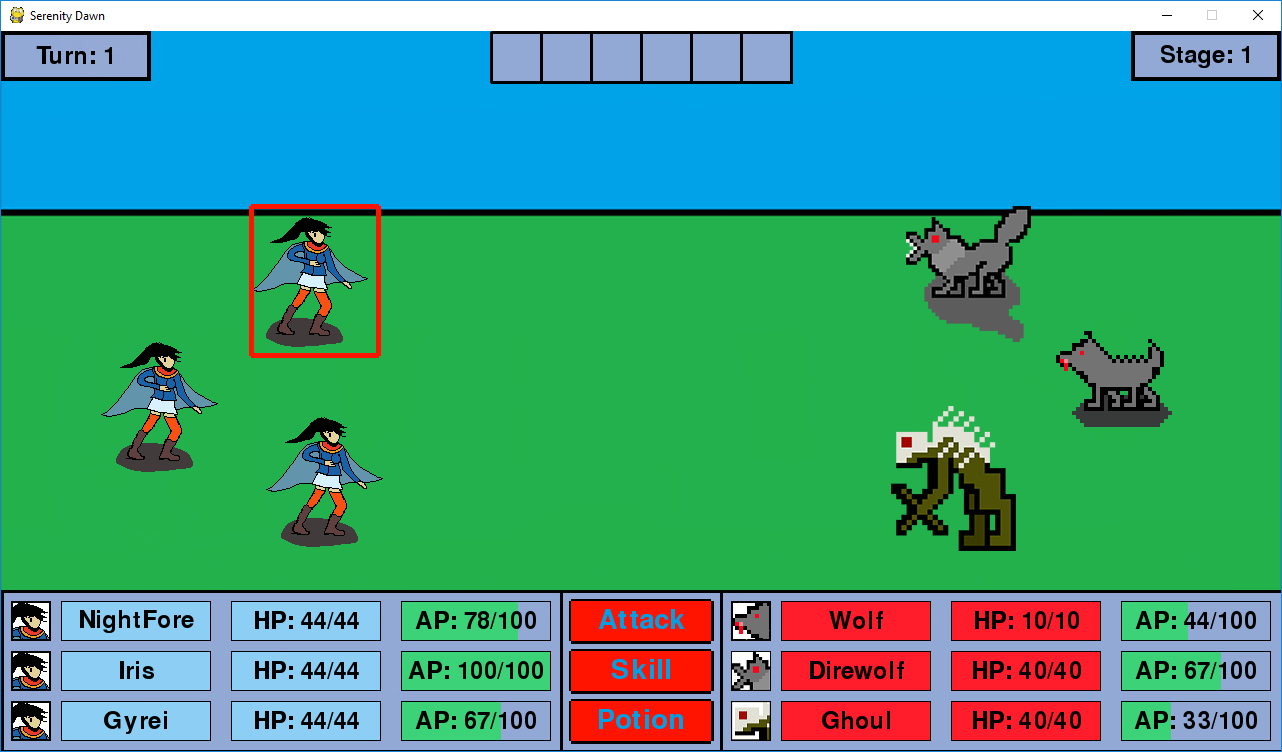 Serenity Dawn
Turn: 1
Stage: 1
NightFore HP: 44/44 AP: 78/100 Attack Wolf HP: 10/10 AP: 44/100
Iris HP: 44/44 AP: 100/100 Skill Direwolf HP: 40/40 AP: 67/100
Gyrei HP: 44/44 AP: 67/100 Potion Ghoul HP: 40/40 AP: 33/100